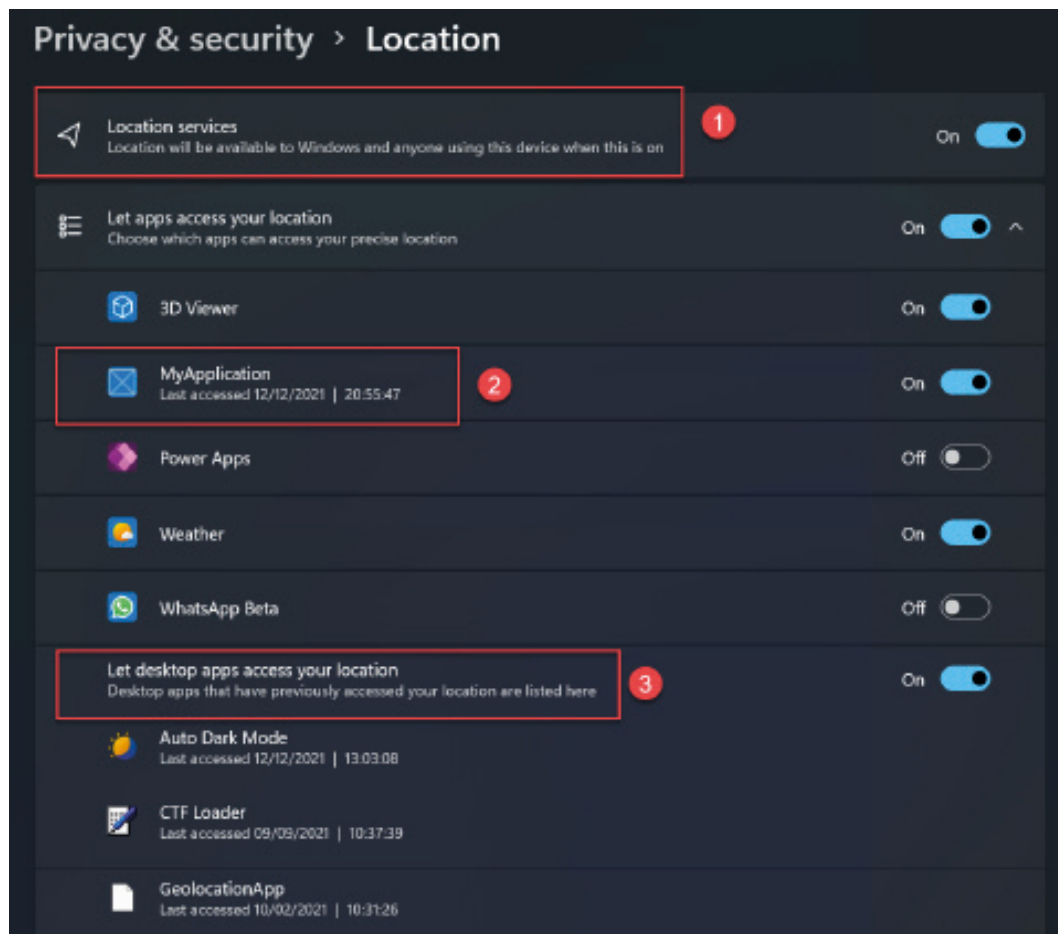 Privacy & security > Location
Location services
Location will be available to Windows and anyone using this device when this is on
1
On
Let apps access your location
Choose which apps can access your precise location
On
3D Viewer
On
MyApplication
Last accessed 12/12/2021 | 20:55:47
2
On
Power Apps
Off
Weather
On
WhatsApp Beta
Off
Let desktop apps access your location
Desktop apps that have previously accessed your location are listed here
3
On
Auto Dark Mode
Last accessed 12/12/2021 | 13:03:08
CTF Loader
Last accessed 09/09/2021 | 10:37:39
GeolocationApp
Last accessed 10/02/2021 | 10:31:26